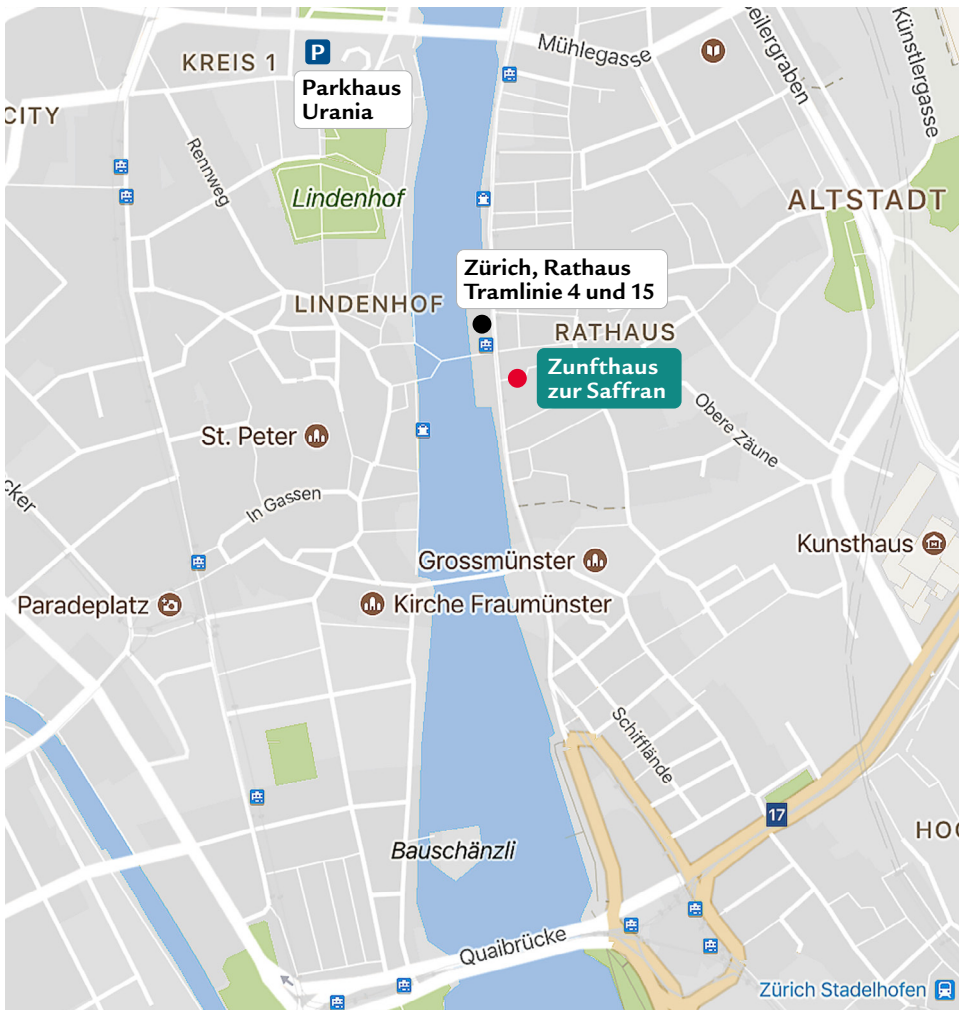 KREIS 1
P
Parkhaus
Urania
Mühlegasse
Künstlergasse
CITY
Rennweg
Lindenhof
ALTSTADT
Zürich, Rathaus
Tramlinie 4 und 15
LINDENHOF
RATHAUS
Zunfthaus
zur Saffran
Obere Zäune
St. Peter
In Gassen
Kunsthaus
Grossmünster
Paradeplatz
Kirche Fraumünster
Schifflände
17
Bauschänzli
Quaibrücke
Zürich Stadelhofen